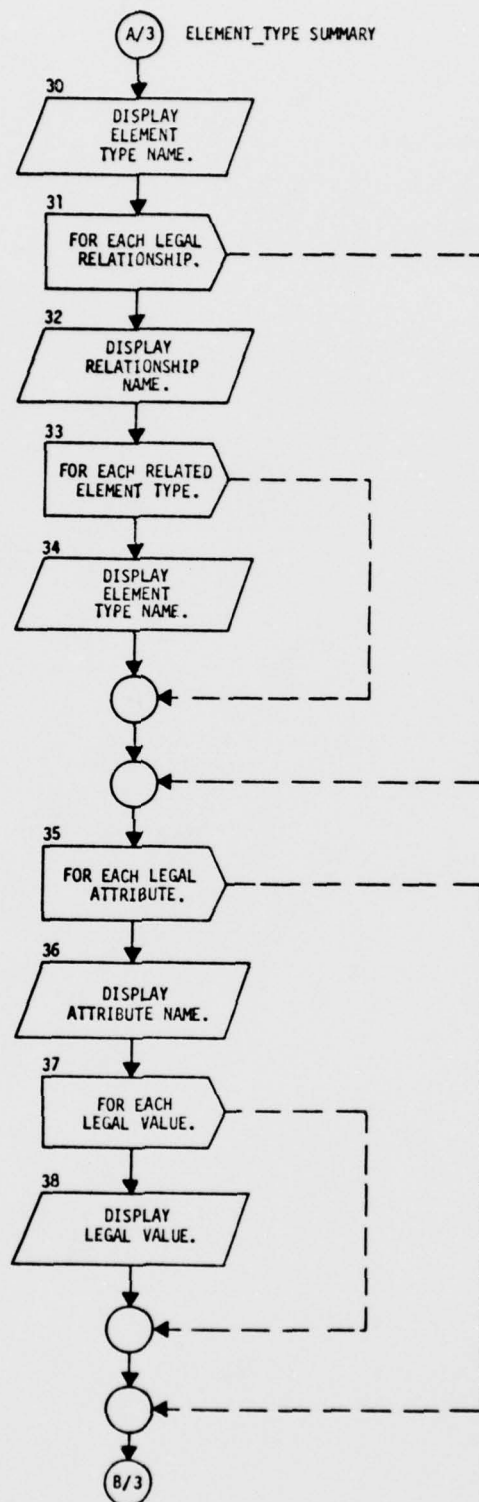 A/3 ELEMENT_TYPE SUMMARY
30
DISPLAY
ELEMENT
TYPE NAME.
31
FOR EACH LEGAL
RELATIONSHIP.
32
DISPLAY
RELATIONSHIP
NAME.
33
FOR EACH RELATED
ELEMENT TYPE.
34
DISPLAY
ELEMENT
TYPE NAME.
35
FOR EACH LEGAL
ATTRIBUTE.
36
DISPLAY
ATTRIBUTE NAME.
37
FOR EACH
LEGAL VALUE.
38
DISPLAY
LEGAL VALUE.
B/3